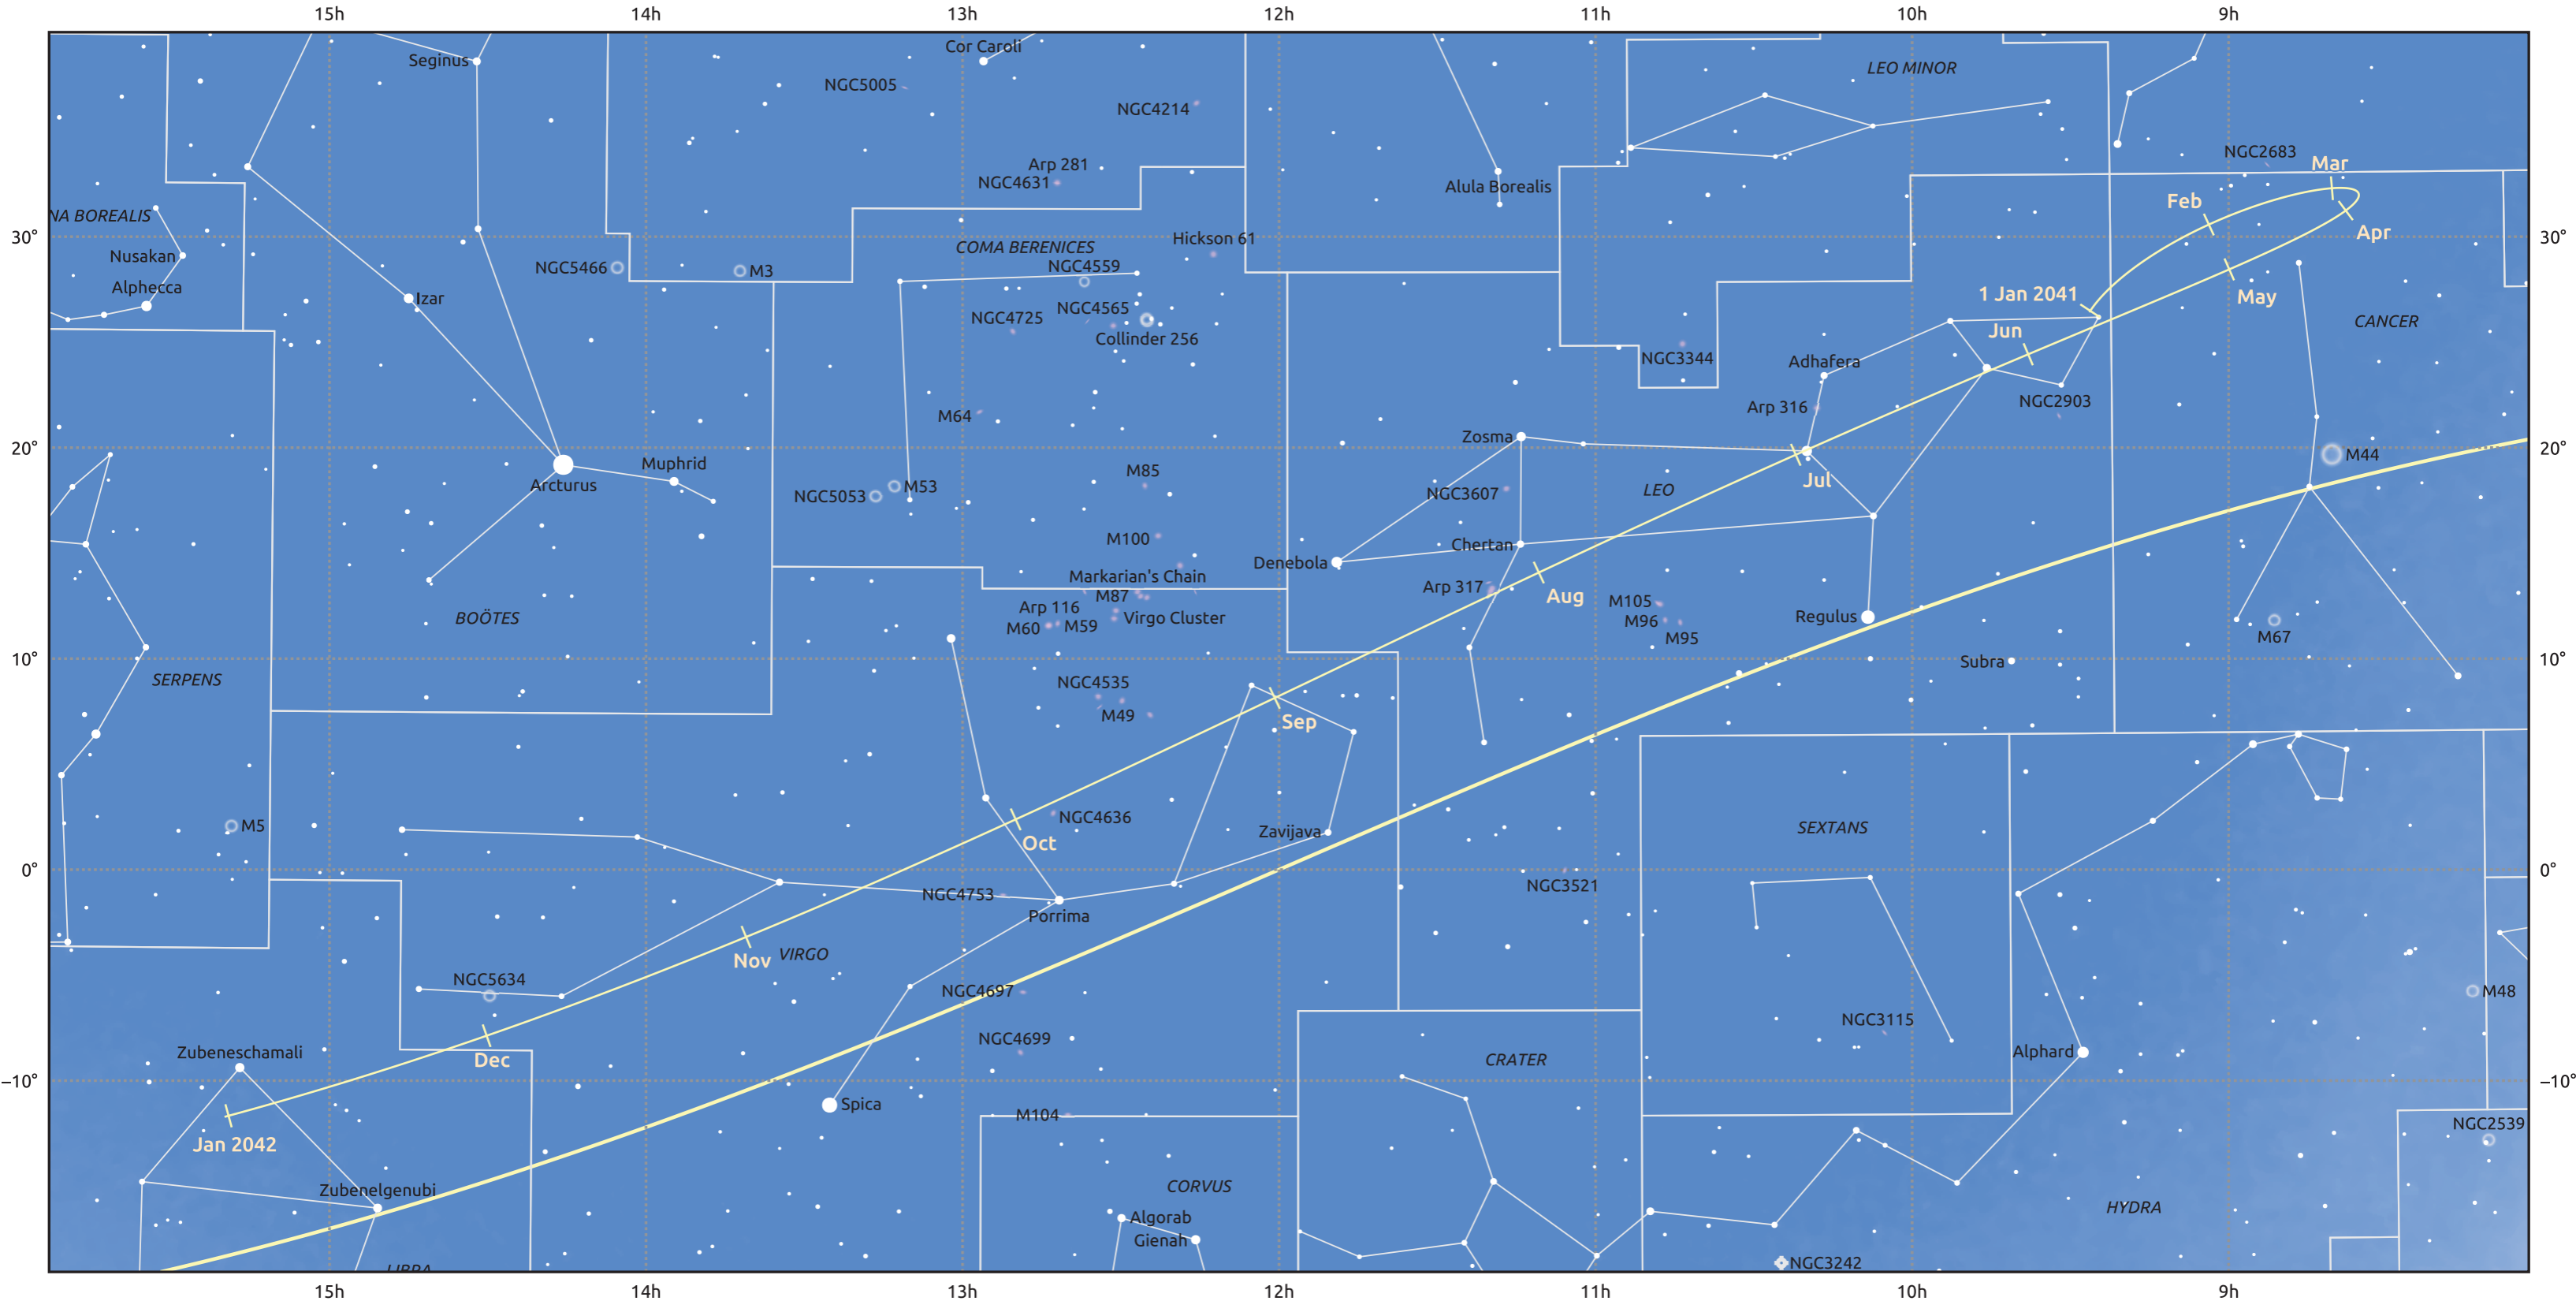 15h 14h 13h 12h 11h 10h 9h
Seginus
Cor Caroli
LEO MINOR
NGC5005
NGC4214
NGC2683
Mar
Arp 281
NGC4631
Alula Borealis
Feb
NA BOREALIS
30°
30°
Apr
COMA BERENICES
Hickson 61
Nusakan
NGC5466
M3
NGC4559
Alphecca
Izar
1 Jan 2041
May
NGC4565
NGC4725
CANCER
Jun
Collider 256
NGC3344
Adhafera
NGC2903
Arp 316
M64
Zosma
20°
20°
M44
Muphrid
M85
Jul
Arcturus
M53
NGC5053
NGC3607
LEO
M100
Chertan
Denebola
Markarian's Chain
Arp 317
M87
Aug
M105
Arp 116
BOÖTES
Virgo Cluster
Regulus
M60
M59
M96
M95
M67
10°
10°
Subra
SERPENS
NGC4535
M49
Sep
M5
NGC4636
Oct
Zavijava
SEXTANS
0°
0°
NGC4753
NGC3521
Porrima
Nov
VIRGO
NGC5634
NGC4697
M48
NGC3115
NGC4699
Zubeneschamali
Dec
CRATER
Alphard
−10°
−10°
Spica
M104
NGC2539
Jan 2042
Zubenelgenubi
CORVUS
HYDRA
Algorab
Gienah
LIBRA
NGC3242
15h 14h 13h 12h 11h 10h 9h